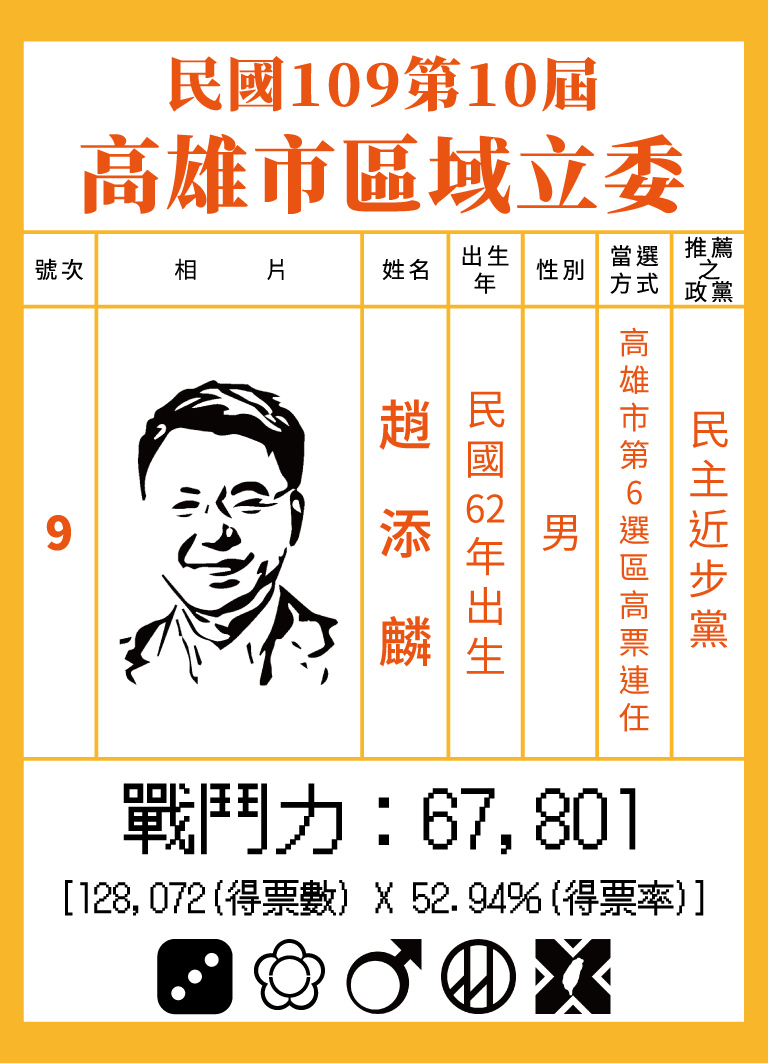 民國109第10屆
高雄市區域立委
號次
相 片
姓名
出生
年
性別
當選
方式
推薦
之
政黨
9
趙添麟
民國62年出生
男
高雄市第6選區高票連任
民主近步黨
戰鬥力：67,801
[128,072(得票數) X 52.94%(得票率)]